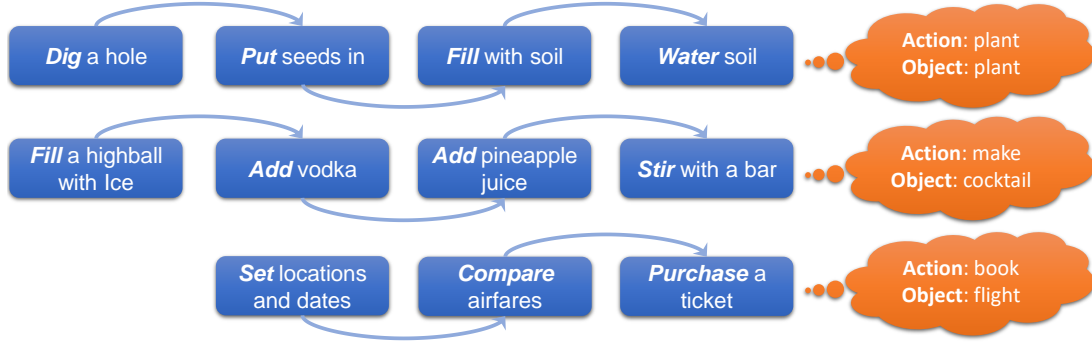 Dig a hole
Put seeds in
Fill with soil
Water soil
Action: plant
Object: plant
Fill a highball
with Ice
Add vodka
Add pineapple
juice
Stir with a bar
Action: make
Object: cocktail
Set locations
and dates
Compare
airfares
Purchase a
ticket
Action: book
Object: flight